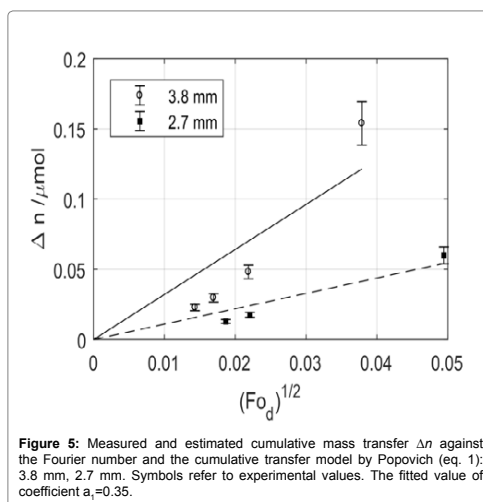 0.2
0.15
0.1
0.05
0
Δ n /μmol
3.8 mm
2.7 mm
0 0.01 0.02 0.03 0.04 0.05
(Fo_d)^{1/2}
Figure 5: Measured and estimated cumulative mass transfer Δn against
the Fourier number and the cumulative transfer model by Popovich (eq. 1):
3.8 mm, 2.7 mm. Symbols refer to experimental values. The fitted value of
coefficient a₁=0.35.